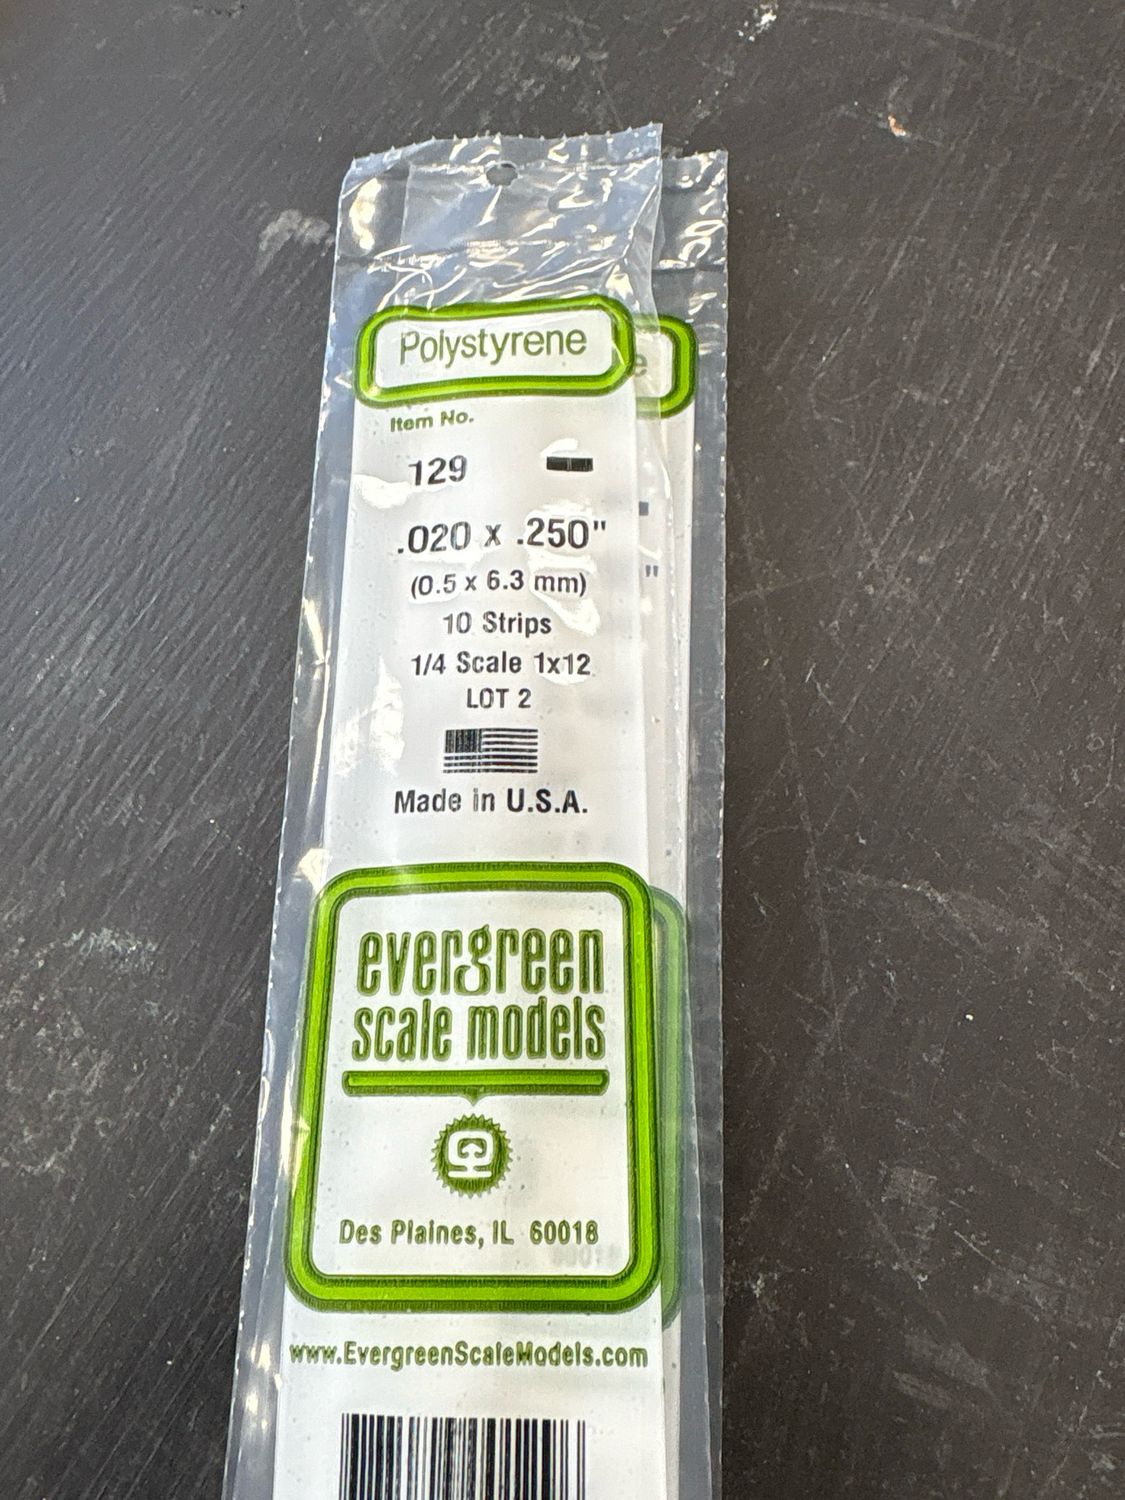 Polystyrene
e
Item No.
129
.020 x .250"
"
(0.5 x 6.3 mm)
10 Strips
1/4 Scale 1x12
LOT 2
Made in U.S.A.
evergreen
scale models
Des Plaines, IL 60018
www.EvergreenScaleModels.com